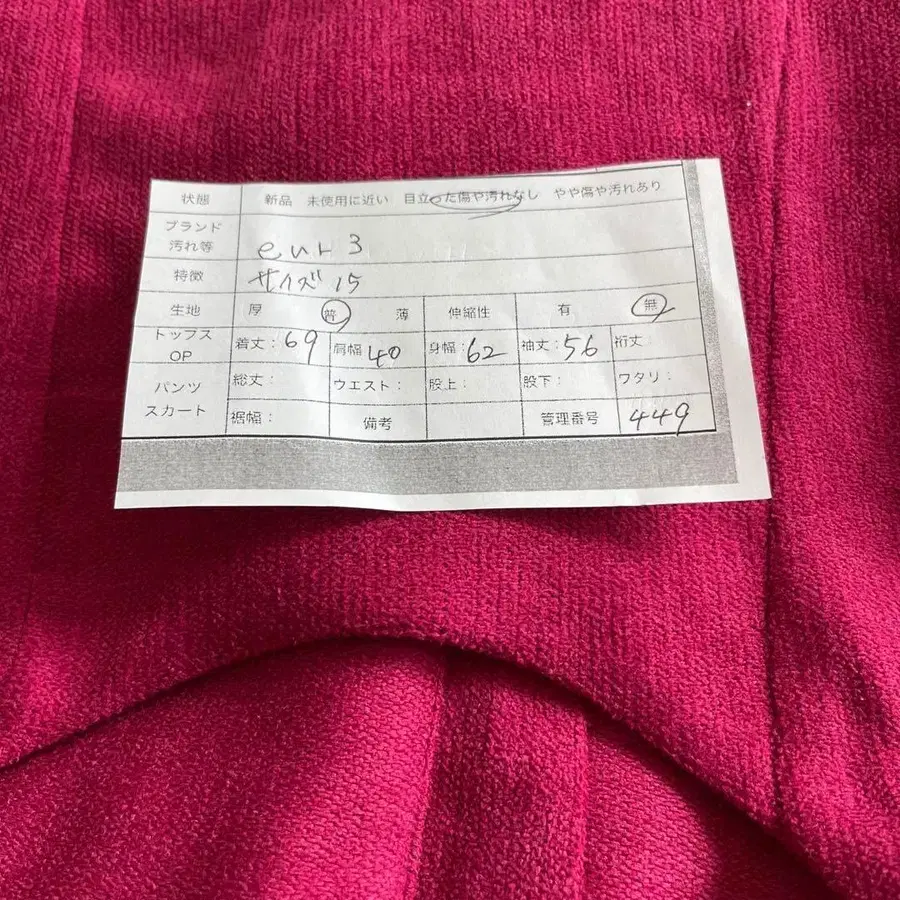 状態 新品 未使用に近い 目立った傷や汚れなし やや傷や汚れあり
ブランド
汚れ等 eur3
特徴 サイズ 15
生地 厚 普 薄 伸縮性 有 無
トップス
OP 着丈:69 肩幅 40 身幅:62 袖丈:56 裄丈:
パンツ
スカート 総丈: ウエスト: 股上: 股下: ワタリ:
裾幅: 備考 管理番号 449